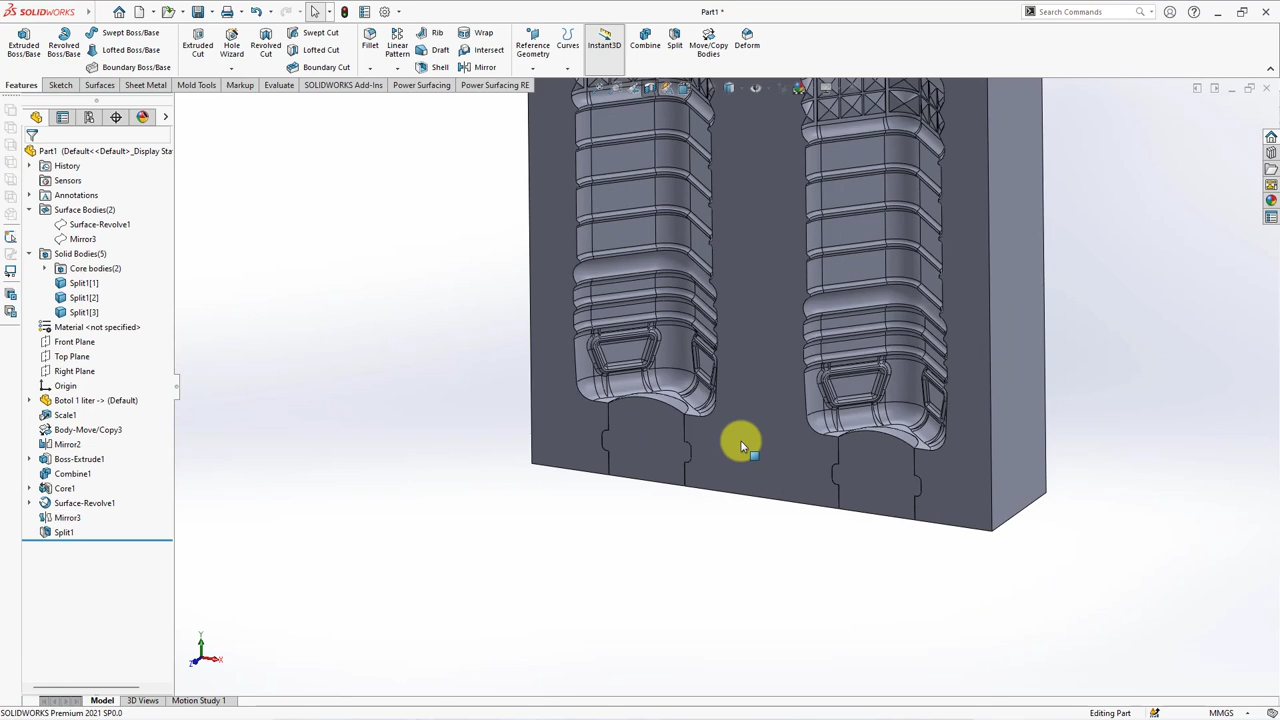 SOLIDWORKS
Part1 *
Search Commands
Extruded Boss/Base
Revolved Boss/Base
Swept Boss/Base
Lofted Boss/Base
Boundary Boss/Base
Extruded Cut
Hole Wizard
Revolved Cut
Swept Cut
Lofted Cut
Boundary Cut
Fillet
Linear Pattern
Rib
Draft
Shell
Wrap
Intersect
Mirror
Reference Geometry
Curves
Instant3D
Combine
Split
Move/Copy Bodies
Deform
Features
Sketch
Surfaces
Sheet Metal
Mold Tools
Markup
Evaluate
SOLIDWORKS Add-Ins
Power Surfacing
Power Surfacing RE
Part1 (Default<<Default>_Display Sta
History
Sensors
Annotations
Surface Bodies(2)
Surface-Revolve1
Mirror3
Solid Bodies(5)
Core bodies(2)
Split1[1]
Split1[2]
Split1[3]
Material <not specified>
Front Plane
Top Plane
Right Plane
Origin
Botol 1 liter -> (Default)
Scale1
Body-Move/Copy3
Mirror2
Boss-Extrude1
Combine1
Core1
Surface-Revolve1
Mirror3
Split1
Y
Z
X
Model
3D Views
Motion Study 1
SOLIDWORKS Premium 2021 SP0.0
Editing Part
MMGS